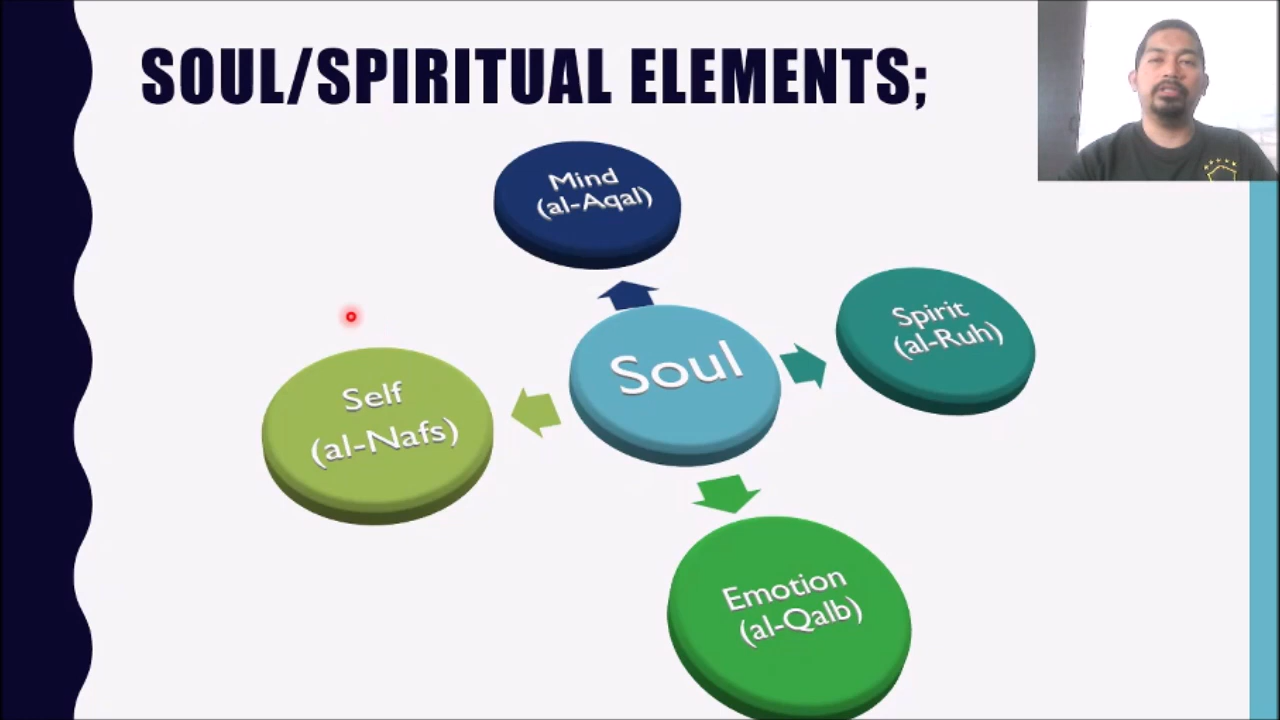 SOUL/SPIRITUAL ELEMENTS;
Mind
(al-Aqal)
Spirit
(al-Ruh)
Soul
Self
(al-Nafs)
Emotion
(al-Qalb)